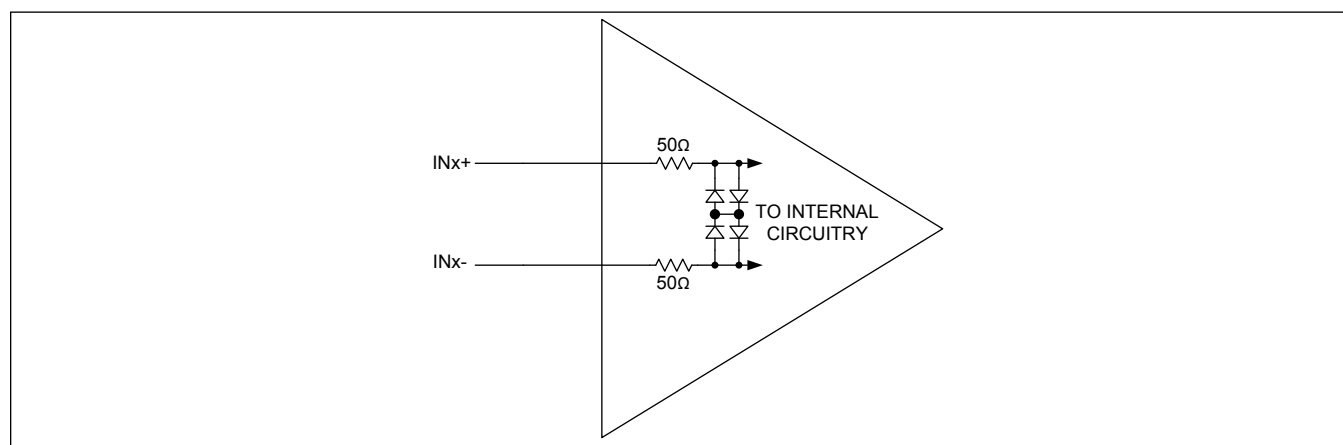 50Ω
INx+
TO INTERNAL
CIRCUITRY
INx-
50Ω